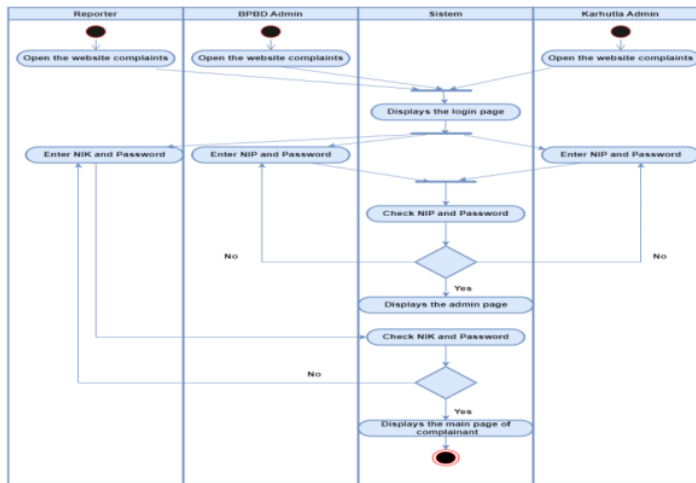 Reporter
BPBD Admin
Sistem
Karhutla Admin
Open the website complaints
Open the website complaints
Open the website complaints
Displays the login page
Enter NIK and Password
Enter NIP and Password
Enter NIP and Password
Check NIP and Password
No
No
Yes
Displays the admin page
Check NIK and Password
No
Yes
Displays the main page of
complainant